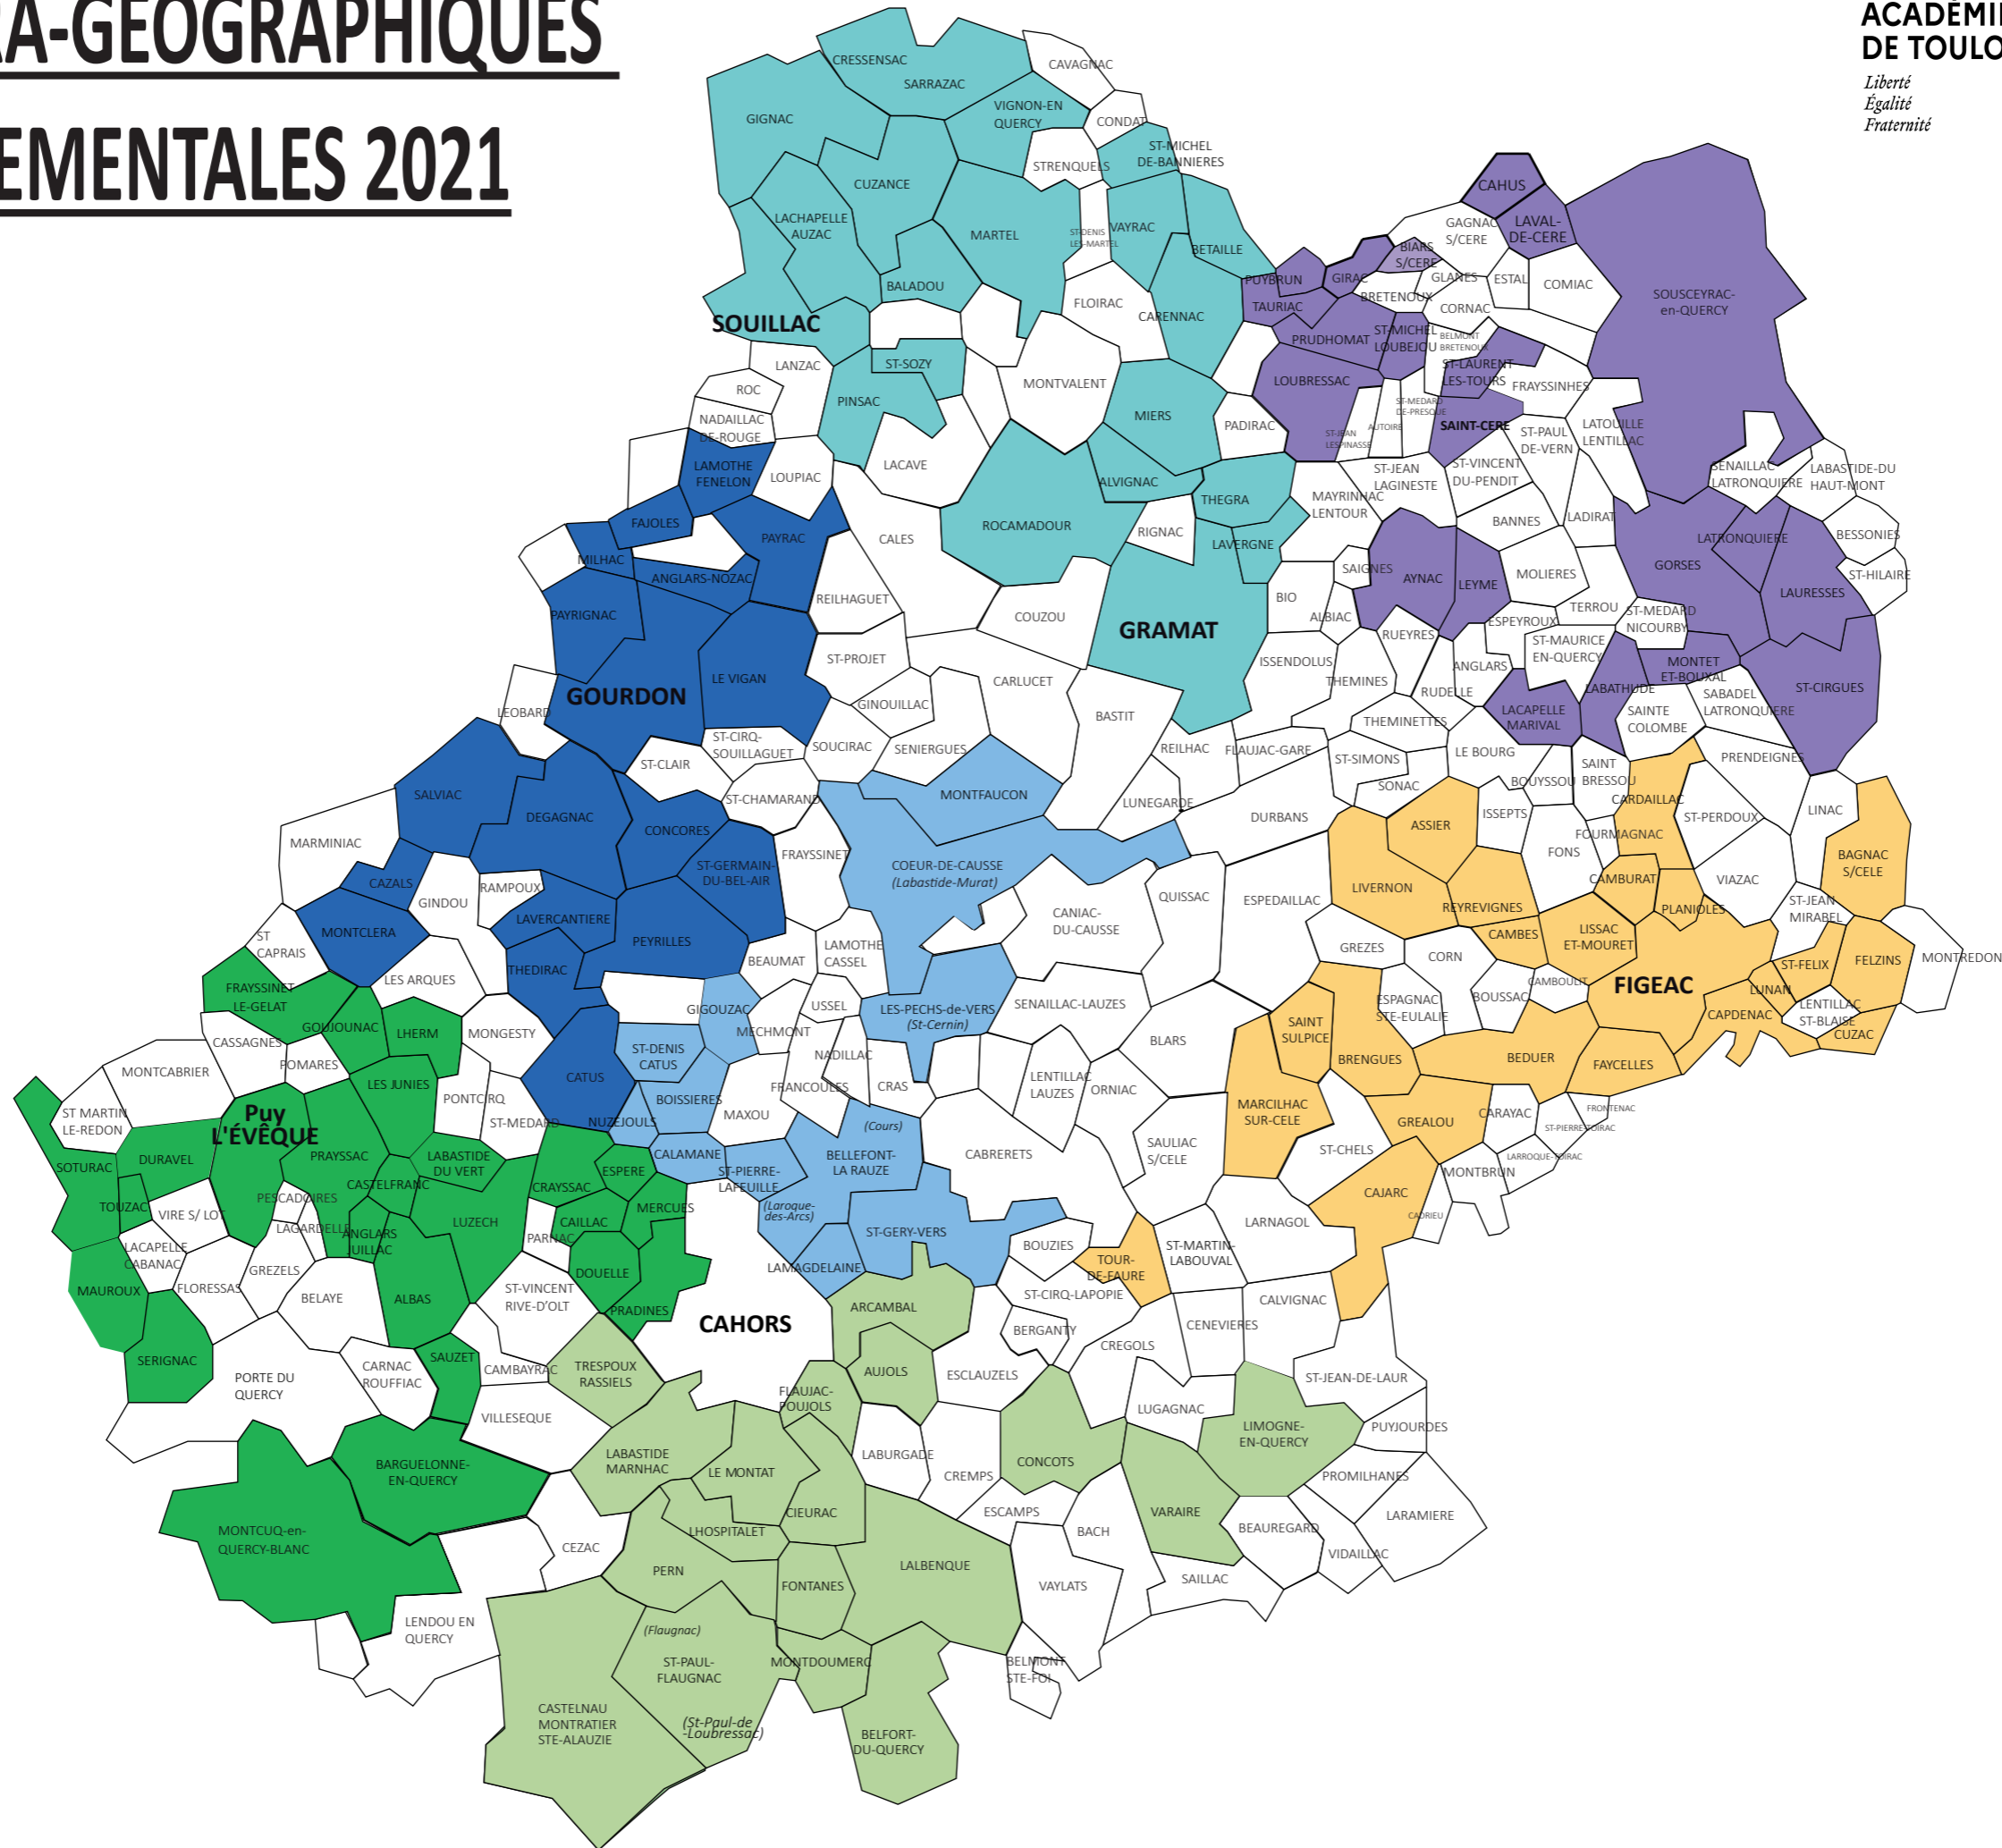 RA-GEOGRAPHIQUES
EMENTALES 2021
ACADÉMI
DE TOULO
Liberté
Égalité
Fraternité
CRESSENSAC
SARRAZAC
CAVAGNAC
GIGNAC
VIGNON-EN
QUERCY
CONDAT
STRENQUELS
ST-MICHEL
DE-BANNIERES
CUZANCE
LACHAPELLE
AUZAC
MARTEL
ST-DENIS
LES-MARTEL
VAYRAC
BETAILLE
BALADOU
FLOIRAC
CARENNAC
SOUILLAC
CAHUS
GAGNAC
S/CERE
LAVAL-
DE-CERE
BIARS
S/CERE
PUYBRUN
GIRAC
GLANES
ESTAL
COMIAC
SOUSCEYRAC-
en-QUERCY
TAURIAC
BRETENOUX
CORNAC
PRUDHOMAT
ST-MICHEL
LOUBEJOU
BELMONT
BRETENOUX
ST-LAURENT
LES-TOURS
LOUBRESSAC
FRAYSSINHES
LANZAC
ST-SOZY
ROC
PINSAC
MONTVALENT
MIERS
PADIRAC
ST-MEDARD
DE-PRESQUE
AUTOIRE
ST-JEAN
LESPINASSE
SAINT-CERE
ST-PAUL
DE-VERN
LATOUILLE
LENTILLAC
NADAILLAC
DE-ROUGE
LAMOTHE
FENELON
LOUPIAC
LACAVE
ALVIGNAC
THEGRA
ST-JEAN
LAGINESTE
ST-VINCENT
DU-PENDIT
SENAILLAC
LATRONQUIERE
LABASTIDE-DU
HAUT-MONT
MAYRINHAC
LENTOUR
FAJOLES
PAYRAC
CALES
ROCAMADOUR
RIGNAC
LAVERGNE
BANNES
LADIRAT
LATRONQUIERE
BESSONIES
MILHAC
ANGLARS-NOZAC
SAIGNES
AYNAC
LEYME
MOLIERES
GORSES
ST-HILAIRE
LAURESSES
PAYRIGNAC
REILHAGUET
COUZOU
GRAMAT
BIO
ALBIAC
RUEYRES
ESPEYROUX
TERROU
ST-MEDARD
NICOURBY
ST-PROJET
ISSENDOLUS
THEMINES
ANGLARS
ST-MAURICE
EN-QUERCY
MONTET
ET-BOUXAL
GOURDON
LE VIGAN
CARLUCET
RUDELLE
LABATHUDE
SABADEL
LATRONQUIERE
ST-CIRGUES
LEOBARD
GINOUILLAC
BASTIT
THEMINETTES
LACAPELLE
MARIVAL
SAINTE
COLOMBE
ST-CIRQ-
SOUILLAGUET
SOUCIRAC
SENIERGUES
REILHAC
FLAUJAC-GARE
ST-SIMONS
LE BOURG
PRENDEIGNES
ST-CLAIR
SONAC
BOUYSSOU
SAINT
BRESSOU
SALVIAC
ST-CHAMARAND
MONTFAUCON
LUNEGARDE
DURBANS
ASSIER
ISSEPTS
CARDAILLAC
ST-PERDOUX
LINAC
DEGAGNAC
CONCORES
MARMINIAC
FRAYSSINET
FOURMAGNAC
FONS
BAGNAC
S/CELE
ST-GERMAIN-
DU-BEL-AIR
COEUR-DE-CAUSSE
(Labastide-Murat)
CAZALS
RAMPOUX
GINDOU
QUISSAC
ESPEDAILLAC
LIVERNON
CAMBURAT
VIAZAC
REYREVIGNES
PLANIOLES
ST-JEAN
MIRABEL
MONTCLERA
LAVERCANTIERE
CANIAC-
DU-CAUSSE
CAMBES
LISSAC
ET-MOURET
ST
CAPRAIS
PEYRILLES
LAMOTHE
CASSEL
GREZES
CORN
MONTREDON
LES ARQUES
THEDIRAC
BEAUMAT
FELZINS
ST-FELIX
FRAYSSINET
LE-GELAT
CAMBOULIT
FIGEAC
LUNAN
GIGOUZAC
USSEL
LES-PECHS-de-VERS
(St-Cernin)
SENAILLAC-LAUZES
ESPAGNAC
STE-EULALIE
BOUSSAC
LENTILLAC
ST-BLAISE
CAPDENAC
GOUJOUNAC
LHERM
MONGESTY
MECHMONT
SAINT
SULPICE
CUZAC
CASSAGNES
POMARES
ST-DENIS
CATUS
NADILLAC
BLARS
BRENGUES
BEDUER
FAYCELLES
MONTCABRIER
LES JUNIES
CATUS
FRANCOULES
CRAS
LENTILLAC
LAUZES
ORNIAC
PONTCIRQ
BOISSIERES
MAXOU
MARCILHAC
SUR-CELE
GREALOU
CARAYAC
FRONTENAC
ST MARTIN
LE-REDON
Puy
L'ÉVÊQUE
ST-MEDARD
NUZEJOULS
(Cours)
ST-PIERRE-TOIRAC
SAULIAC
S/CELE
ST-CHELS
LARROQUE-TOIRAC
SOTURAC
DURAVEL
PRAYSSAC
LABASTIDE
DU VERT
ESPERE
CALAMANE
BELLEFONT-
LA RAUZE
CABRERETS
MONTBRUN
CASTELFRANC
CRAYSSAC
ST-PIERRE-
LAFEUILLE
CAJARC
TOUZAC
VIRE S/ LOT
PESCADOIRES
MERCUES
(Laroque-
des-Arcs)
CADRIEU
LAGARDELLE
ANGLARS
JUILLAC
LUZECH
CAILLAC
PARNAC
ST-GERY-VERS
LARNAGOL
LACAPELLE
CABANAC
BOUZIES
ST-MARTIN-
LABOUVAL
TOUR-
DE-FAURE
GREZELS
DOUELLE
LAMAGDELAINE
MAUROUX
FLORESSAS
BELAYE
ALBAS
ST-VINCENT
RIVE-D'OLT
PRADINES
ARCAMBAL
ST-CIRQ-LAPOPIE
CALVIGNAC
CAHORS
BERGANTY
CENEVIERES
CREGOLS
SERIGNAC
SAUZET
CARNAC
ROUFFIAC
CAMBAYRAC
TRESPOUX
RASSIELS
AUJOLS
ESCLAUZELS
PORTE DU
QUERCY
ST-JEAN-DE-LAUR
FLAUJAC-
POUJOLS
VILLESEQUE
LUGAGNAC
LIMOGNE-
EN-QUERCY
PUYJOURDES
BARGUELONNE-
EN-QUERCY
LABASTIDE
MARNHAC
LE MONTAT
LABURGADE
CREMPS
CONCOTS
PROMILHANES
MONTCUQ-en-
QUERCY-BLANC
CIEURAC
ESCAMPS
VARAIRE
LARAMIERE
LHOSPITALET
BACH
BEAUREGARD
CEZAC
VIDAILLAC
PERN
FONTANES
LALBENQUE
VAYLATS
SAILLAC
LENDOU EN
QUERCY
(Flaugnac)
ST-PAUL-
FLAUGNAC
MONTDOUMERC
BELMONT
STE-FOI
CASTELNAU
MONTRATIER
STE-ALAUZIE
(St-Paul-de
-Loubressac)
BELFORT-
DU-QUERCY